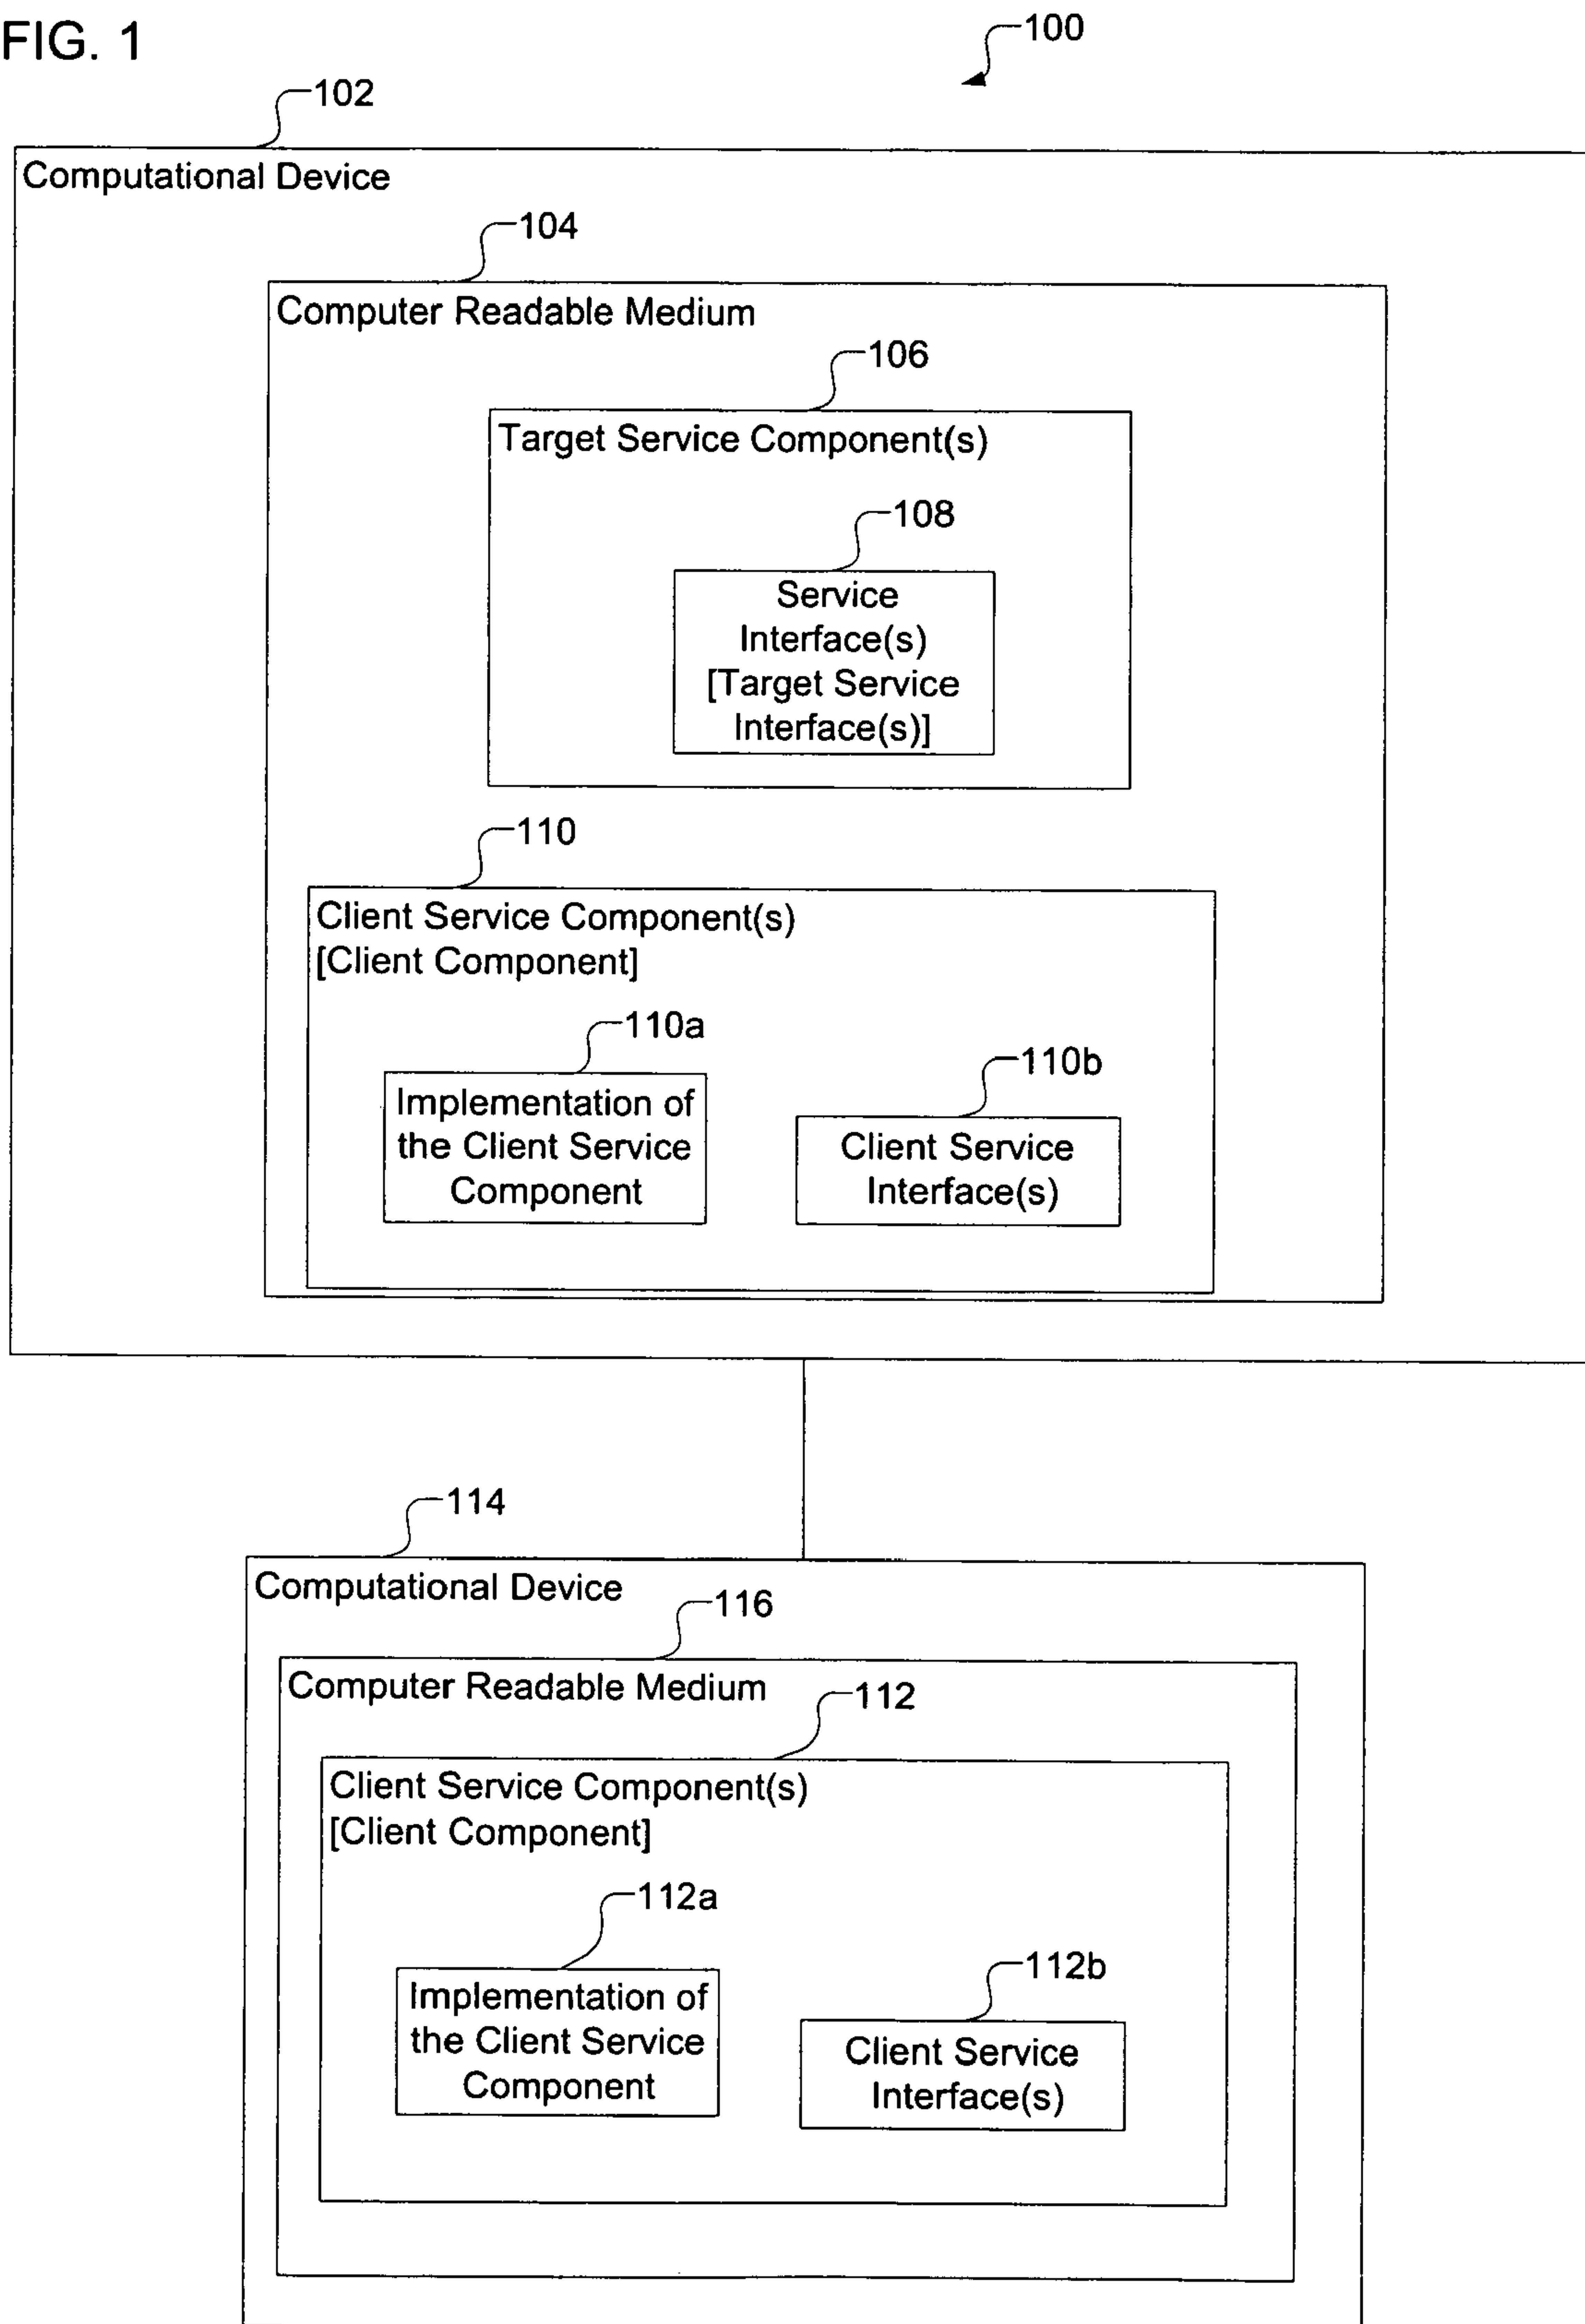 FIG. 1
100
102
Computational Device
104
Computer Readable Medium
106
Target Service Component(s)
108
Service
Interface(s)
[Target Service
Interface(s)]
110
Client Service Component(s)
[Client Component]
110a
Implementation of
the Client Service
Component
110b
Client Service
Interface(s)
114
Computational Device
116
Computer Readable Medium
112
Client Service Component(s)
[Client Component]
112a
Implementation of
the Client Service
Component
112b
Client Service
Interface(s)